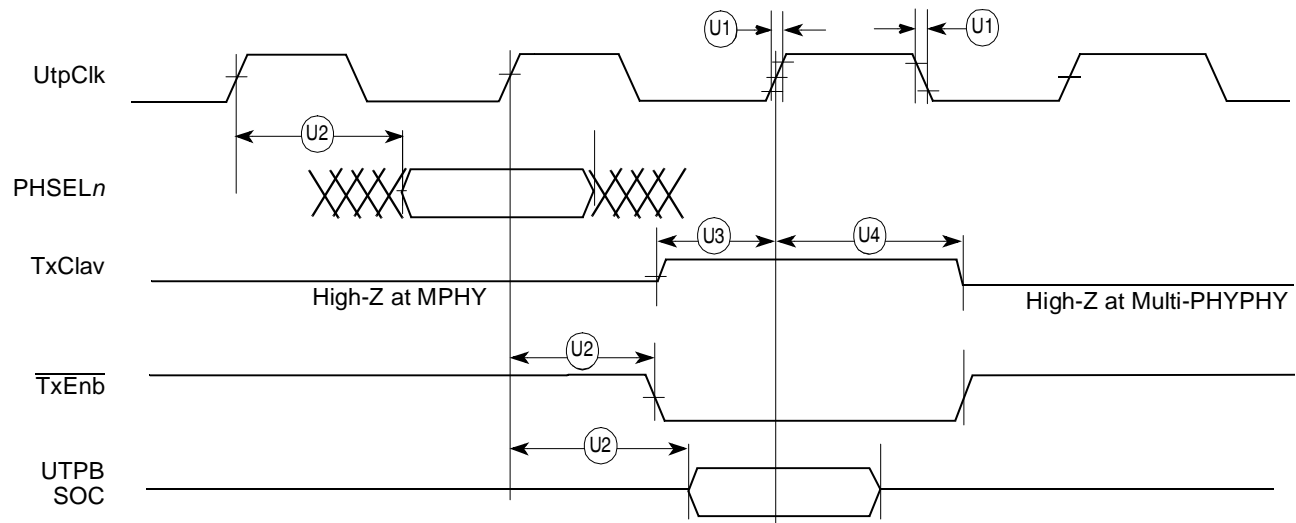 U1
U1
UtpClk
U2
PHSELn
U3
U4
TxClav
High-Z at MPHY
High-Z at Multi-PHYPHY
U2
TxEnb
U2
UTPB
SOC